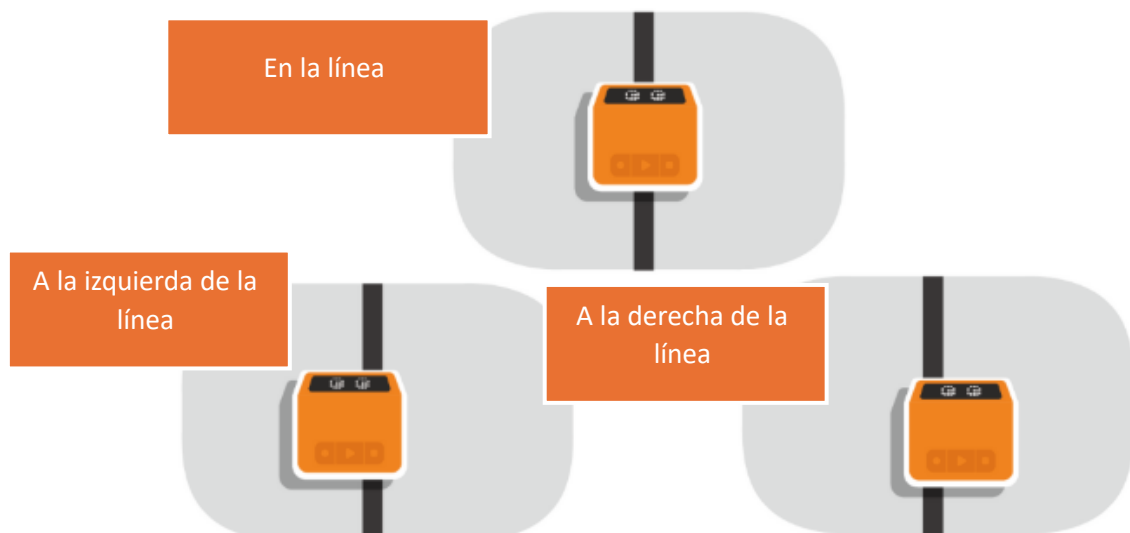 En la línea
A la izquierda de la
línea
A la derecha de la
línea